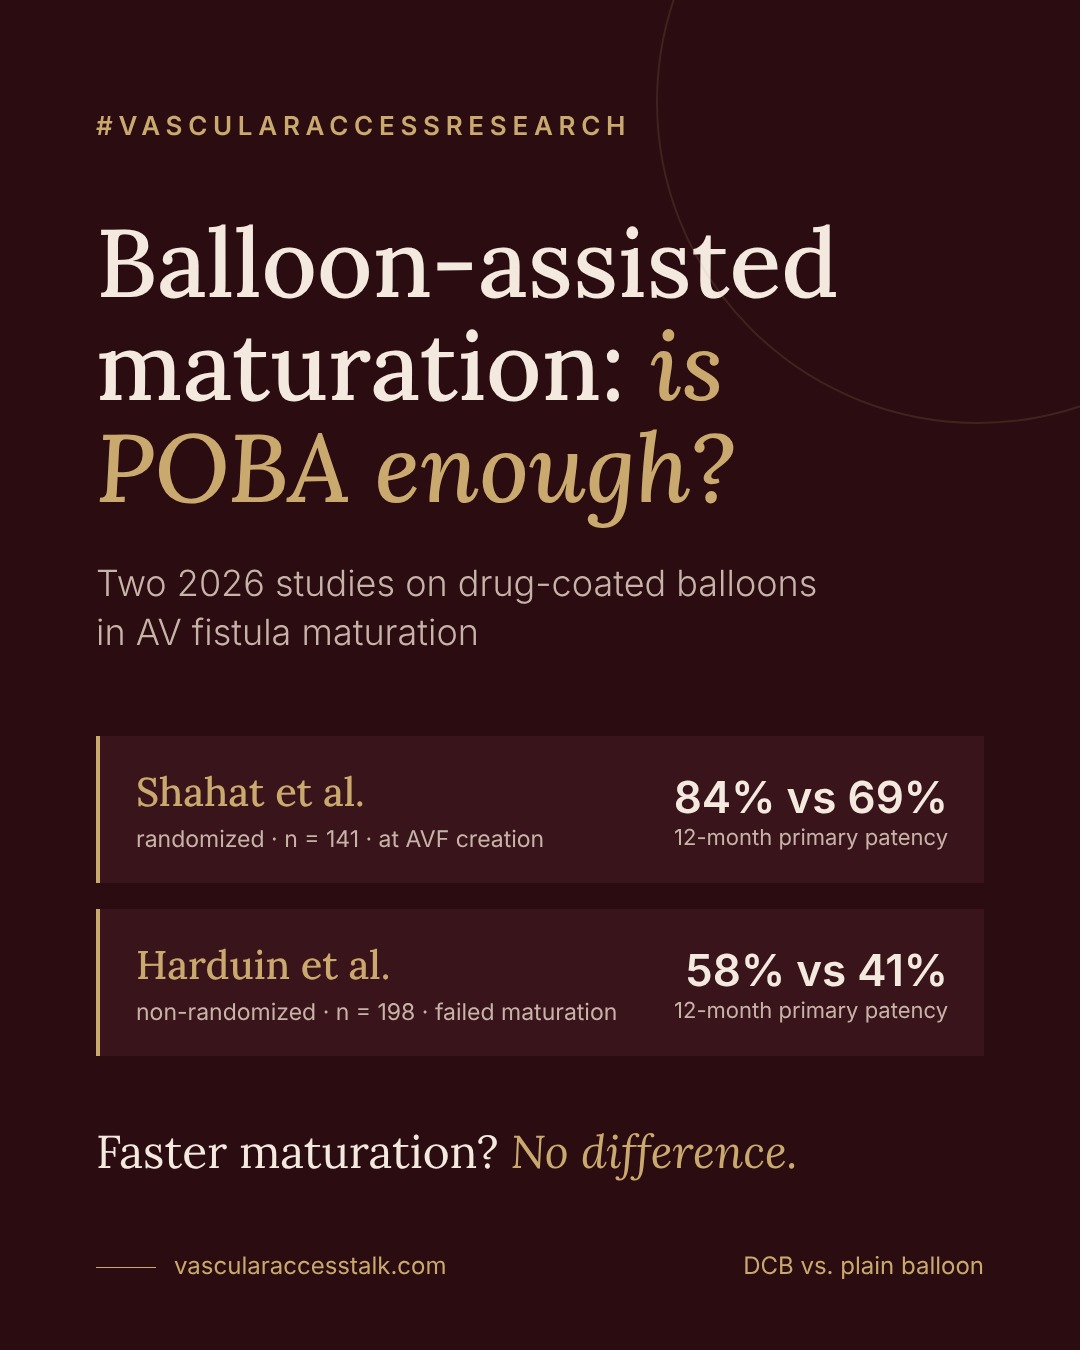 #VASCULARACCESSRESEARCH
Balloon-assisted
maturation: is
POBA enough?
Two 2026 studies on drug-coated balloons
in AV fistula maturation
Shahat et al.
randomized · n = 141 · at AVF creation
84% vs 69%
12-month primary patency
Harduin et al.
non-randomized · n = 198 · failed maturation
58% vs 41%
12-month primary patency
Faster maturation? No difference.
vascularaccesstalk.com
DCB vs. plain balloon